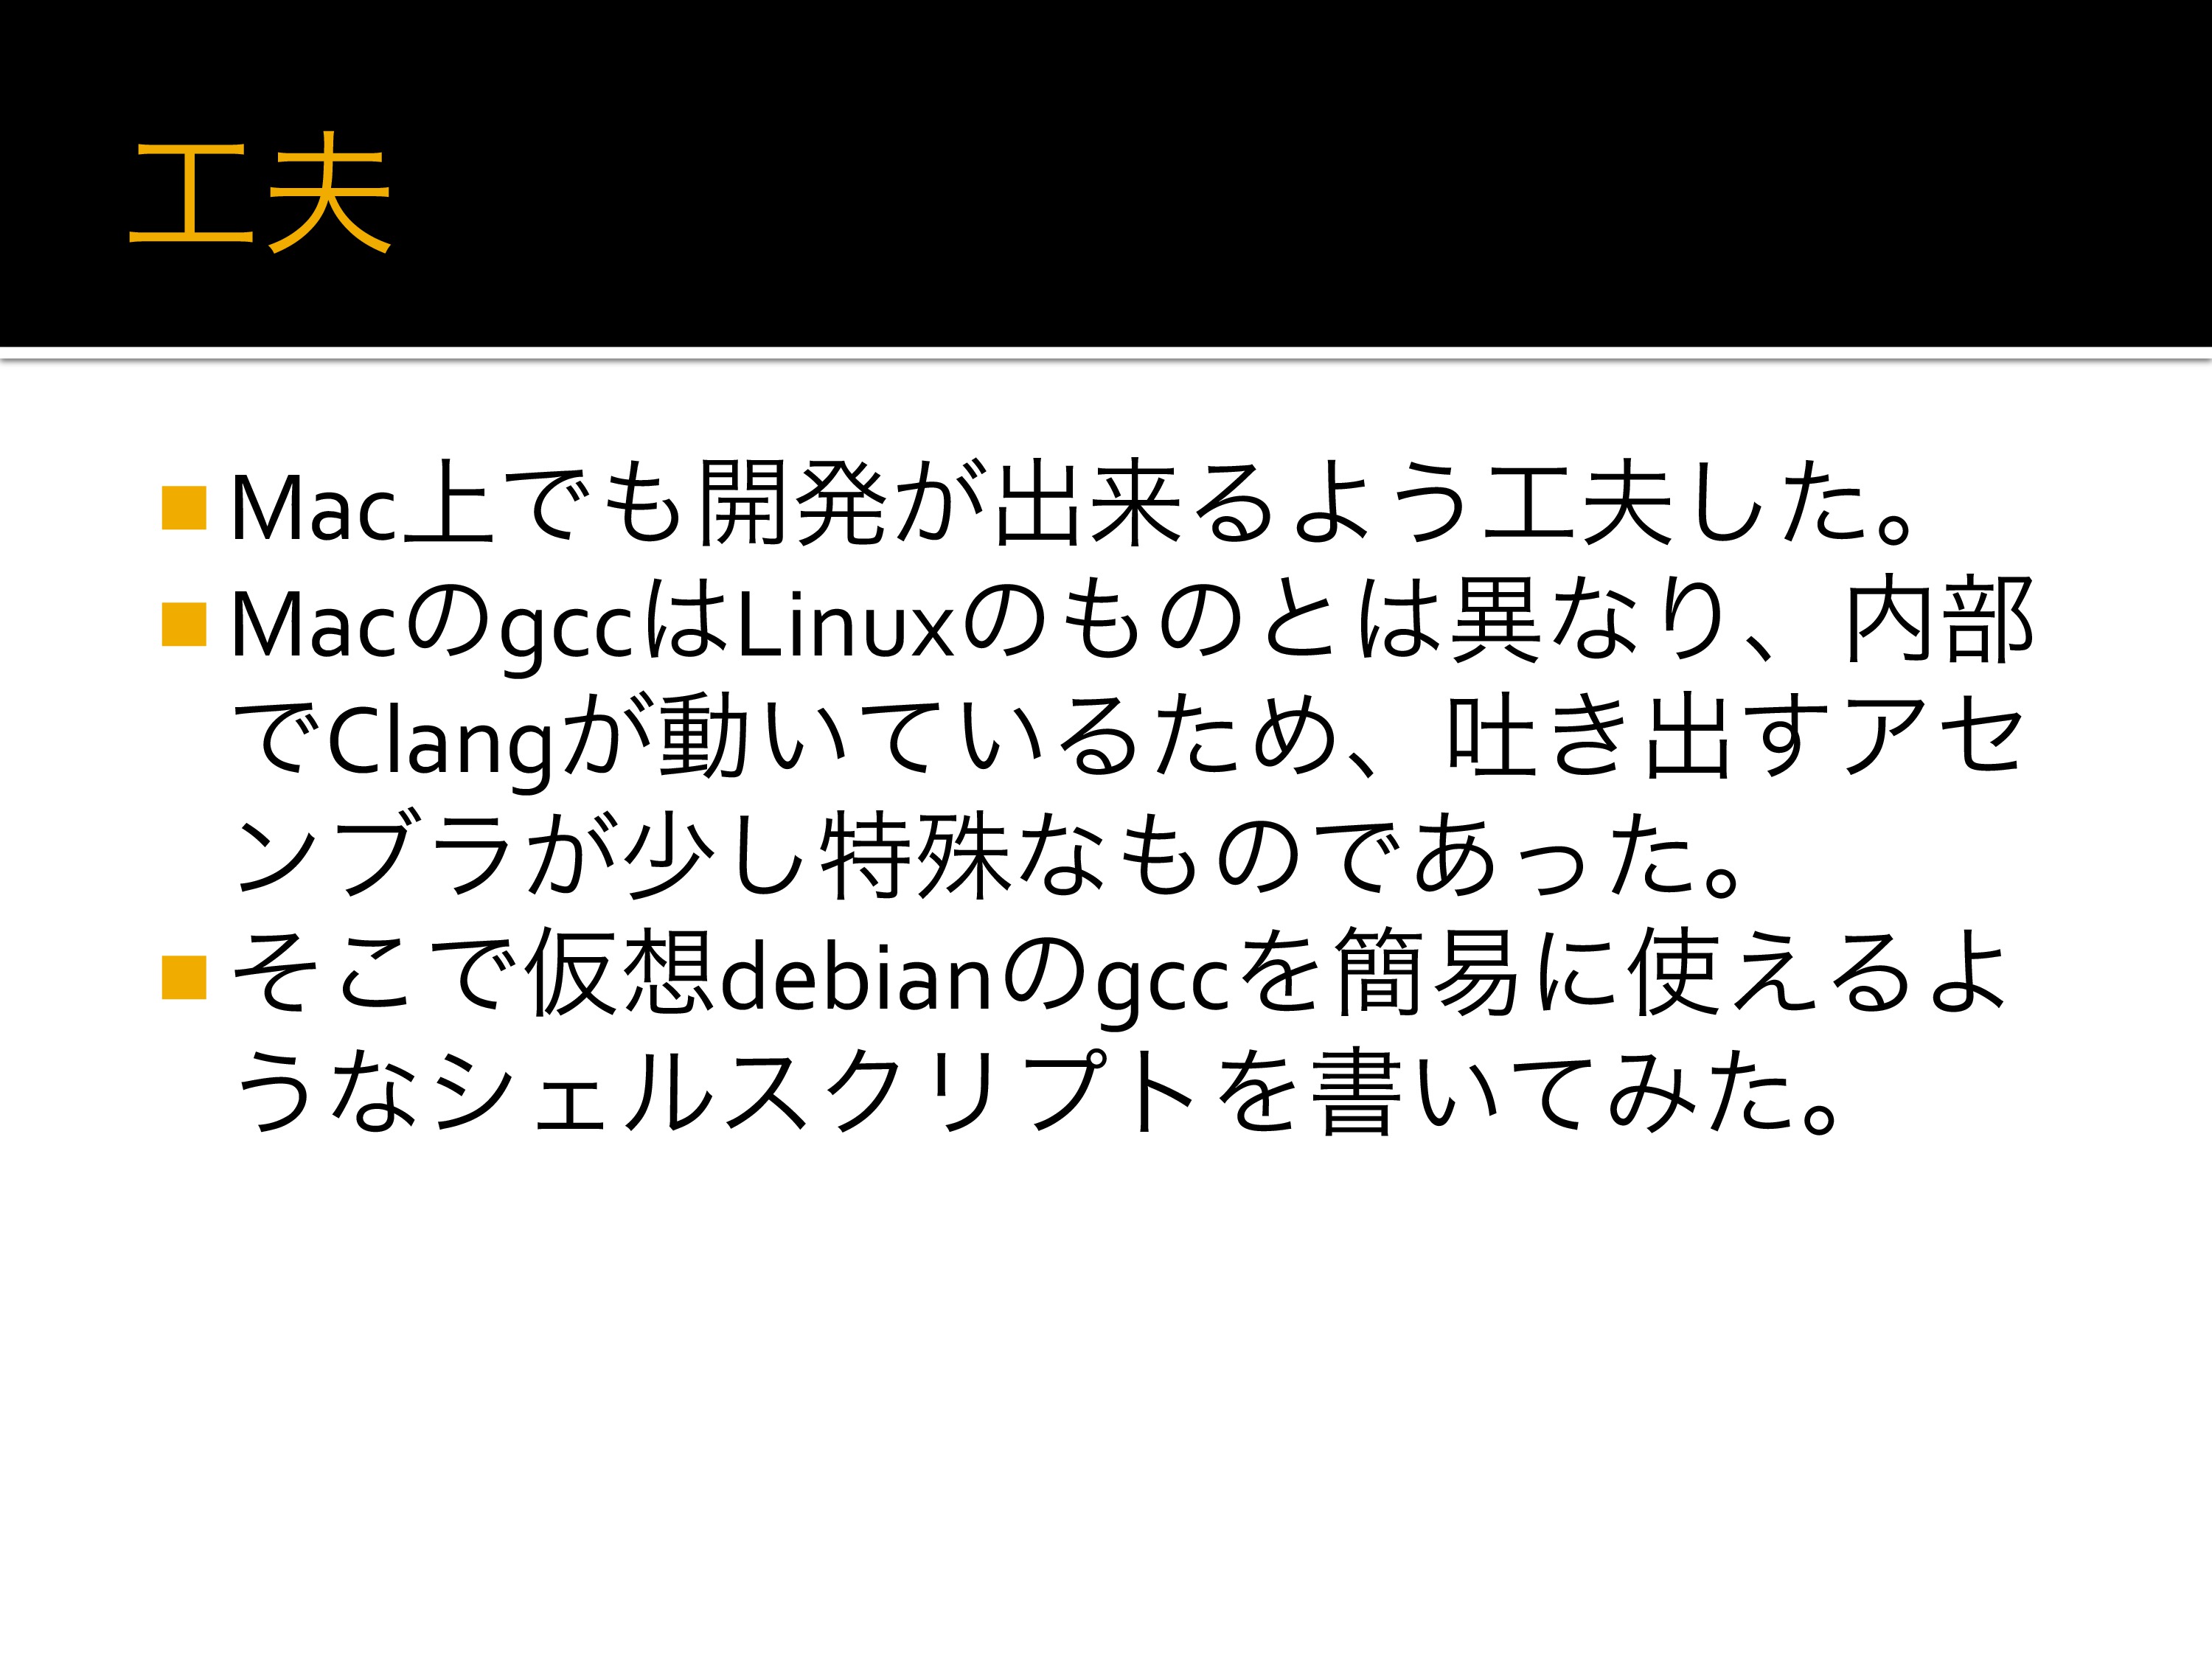 工夫
Mac上でも開発が出来るよう工夫した。
MacのgccはLinuxのものとは異なり、内部
でClangが動いているため、吐き出すアセ
ンブラが少し特殊なものであった。
そこで仮想debianのgccを簡易に使えるよ
うなシェルスクリプトを書いてみた。